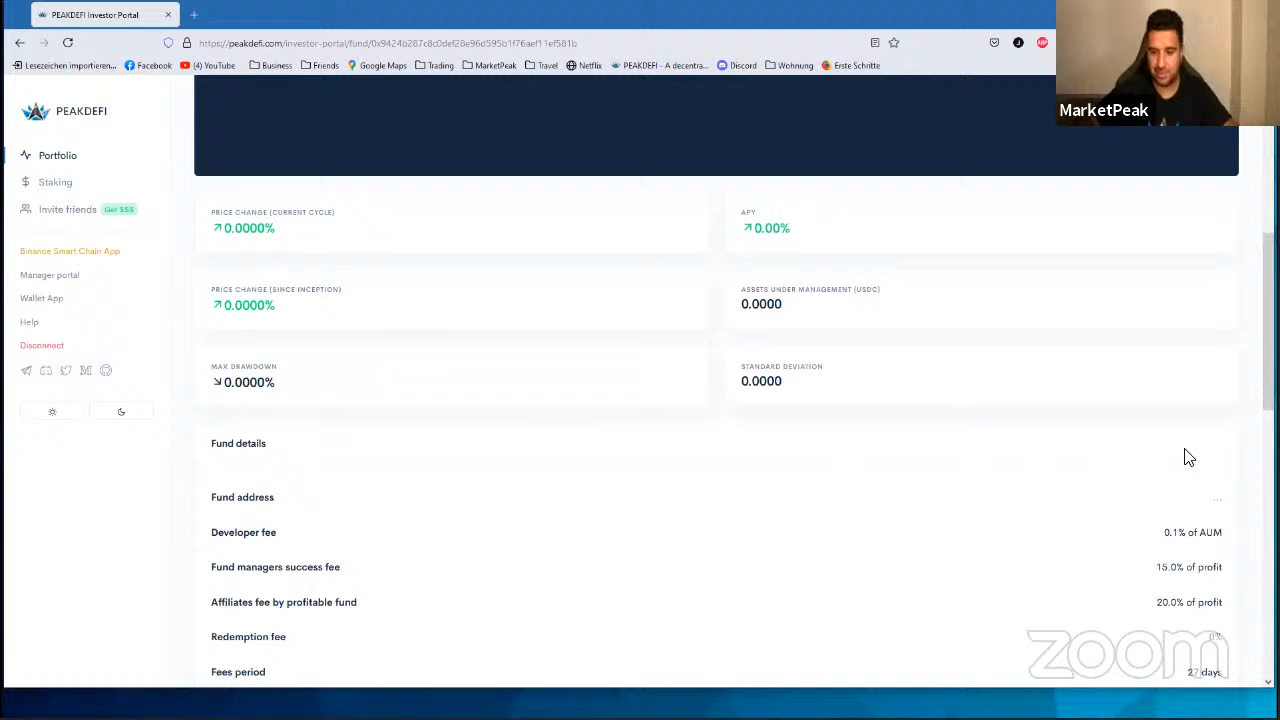 PEAKDEFI Investor Portal
https://peakdefi.com/investor-portal/fund/0x9424b287c8c0def28e96d595b1f76aef11ef581b
Lesezeichen importieren... Facebook (4) YouTube Business Friends Google Maps Trading MarketPeak Travel Netflix PEAKDEFI - A decentra... Discord Wohnung Erste Schritte
MarketPeak
PEAKDEFI
Portfolio
Staking
Invite friends Get $$$
Binance Smart Chain App
Manager portal
Wallet App
Help
Disconnect
PRICE CHANGE (CURRENT CYCLE)
0.0000%
APY
0.00%
PRICE CHANGE (SINCE INCEPTION)
0.0000%
ASSETS UNDER MANAGEMENT (USDC)
0.0000
MAX DRAWDOWN
0.0000%
STANDARD DEVIATION
0.0000
Fund details
Fund address ....
Developer fee 0.1% of AUM
Fund managers success fee 15.0% of profit
Affiliates fee by profitable fund 20.0% of profit
Redemption fee 0%
Fees period 27 days
zoom